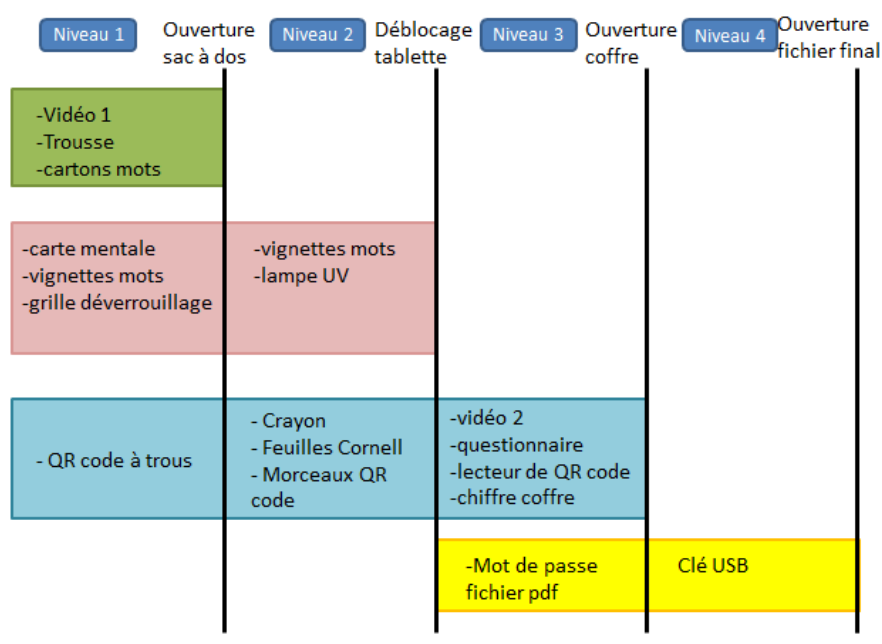 Niveau 1
Ouverture
sac à dos
Niveau 2
Déblocage
tablette
Niveau 3
Ouverture
coffre
Niveau 4
Ouverture
fichier final
-Vidéo 1
-Trousse
-cartons mots
-carte mentale
-vignettes mots
-grille déverrouillage
-vignettes mots
-lampe UV
- QR code à trous
- Crayon
- Feuilles Cornell
- Morceaux QR
code
-vidéo 2
-questionnaire
-lecteur de QR code
-chiffre coffre
-Mot de passe
fichier pdf
Clé USB